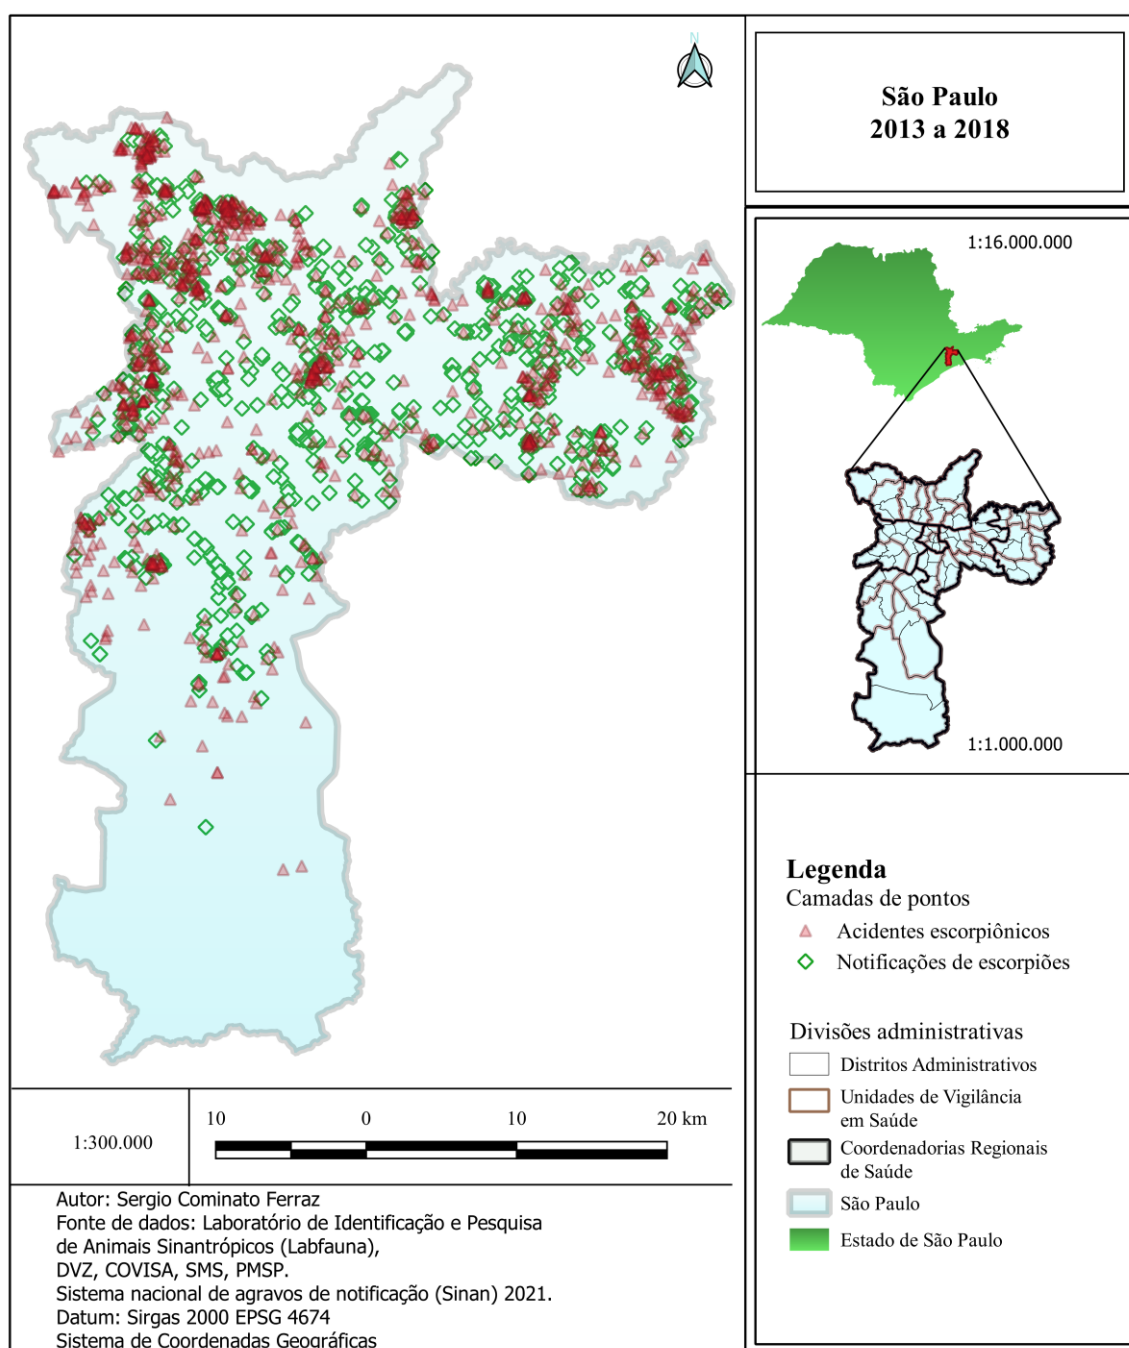 N
São Paulo
2013 a 2018
1:16.000.000
1:1.000.000
Legenda
Camadas de pontos
Acidentes escorpiônicos
Notificações de escorpiões
Divisões administrativas
Distritos Administrativos
Unidades de Vigilância
em Saúde
Coordenadorias Regionais
de Saúde
São Paulo
Estado de São Paulo
1:300.000
10 0 10 20 km
Autor: Sergio Cominato Ferraz
Fonte de dados: Laboratório de Identificação e Pesquisa
de Animais Sinantrópicos (Labfauna),
DVZ, COVISA, SMS, PMSP.
Sistema nacional de agravos de notificação (Sinan) 2021.
Datum: Sirgas 2000 EPSG 4674
Sistema de Coordenadas Geográficas